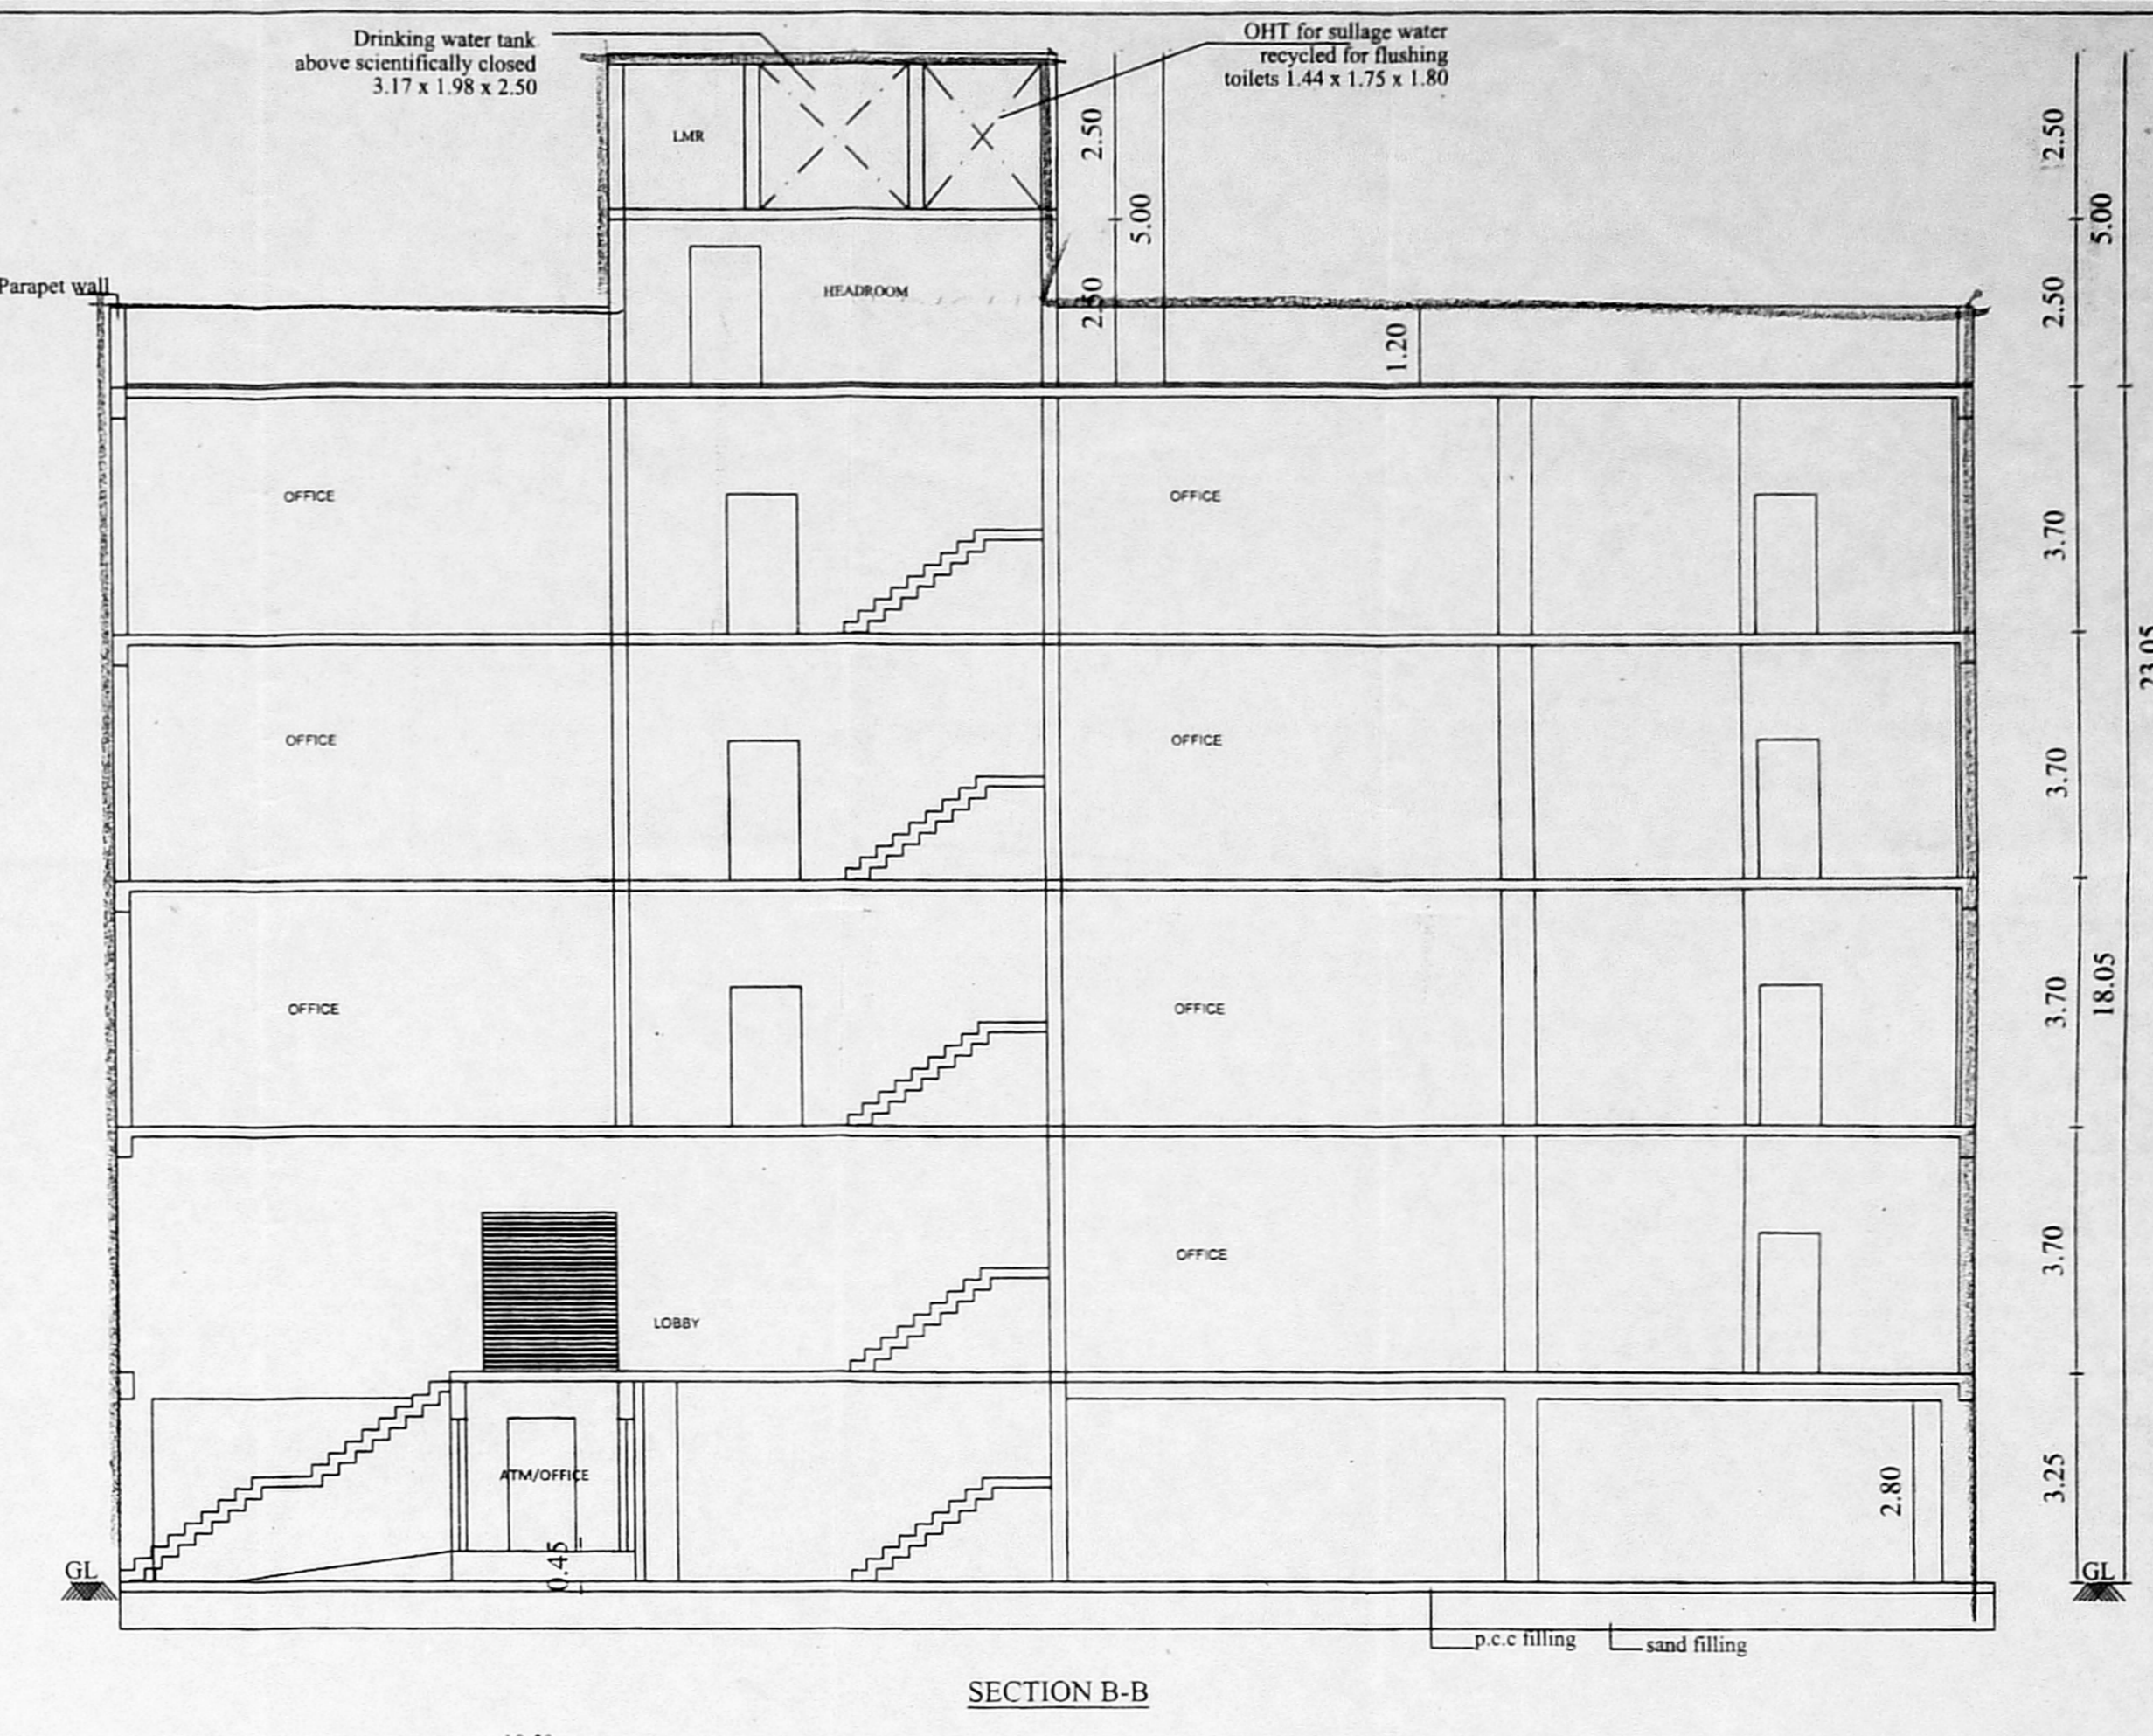 Drinking water tank
above scientifically closed
3.17 x 1.98 x 2.50
OHT for sullage water
recycled for flushing
toilets 1.44 x 1.75 x 1.80
LMR
2.50
2.50
5.00
5.00
Parapet wall
HEADROOM
2.50
2.50
1.20
OFFICE
OFFICE
3.70
23.05
OFFICE
OFFICE
3.70
OFFICE
OFFICE
3.70
18.05
OFFICE
3.70
LOBBY
ATM/OFFICE
2.80
3.25
0.45
GL
GL
p.c.c filling
sand filling
SECTION B-B